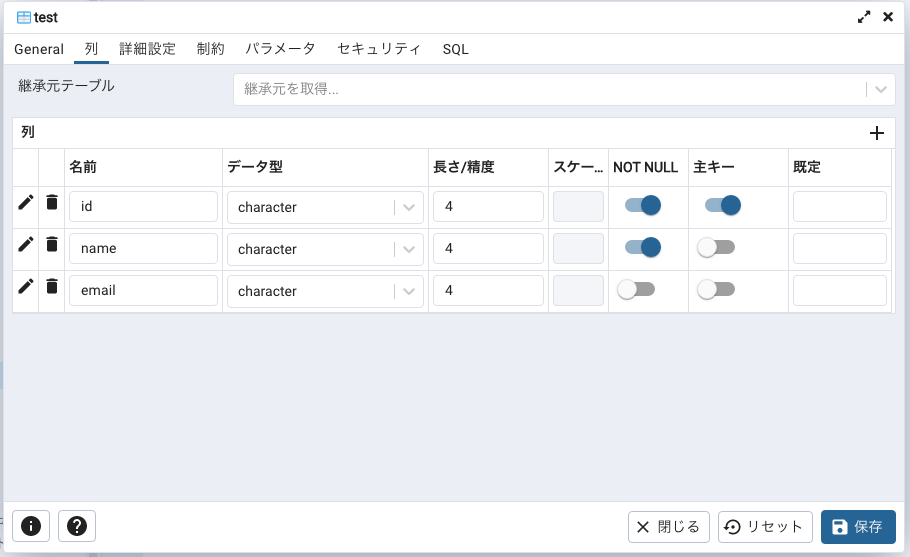 test
General 列 詳細設定 制約 パラメータ セキュリティ SQL
継承元テーブル 継承元を取得...
列
名前 データ型 長さ/精度 スケー... NOT NULL 主キー 既定
id character 4
name character 4
email character 4
閉じる リセット 保存